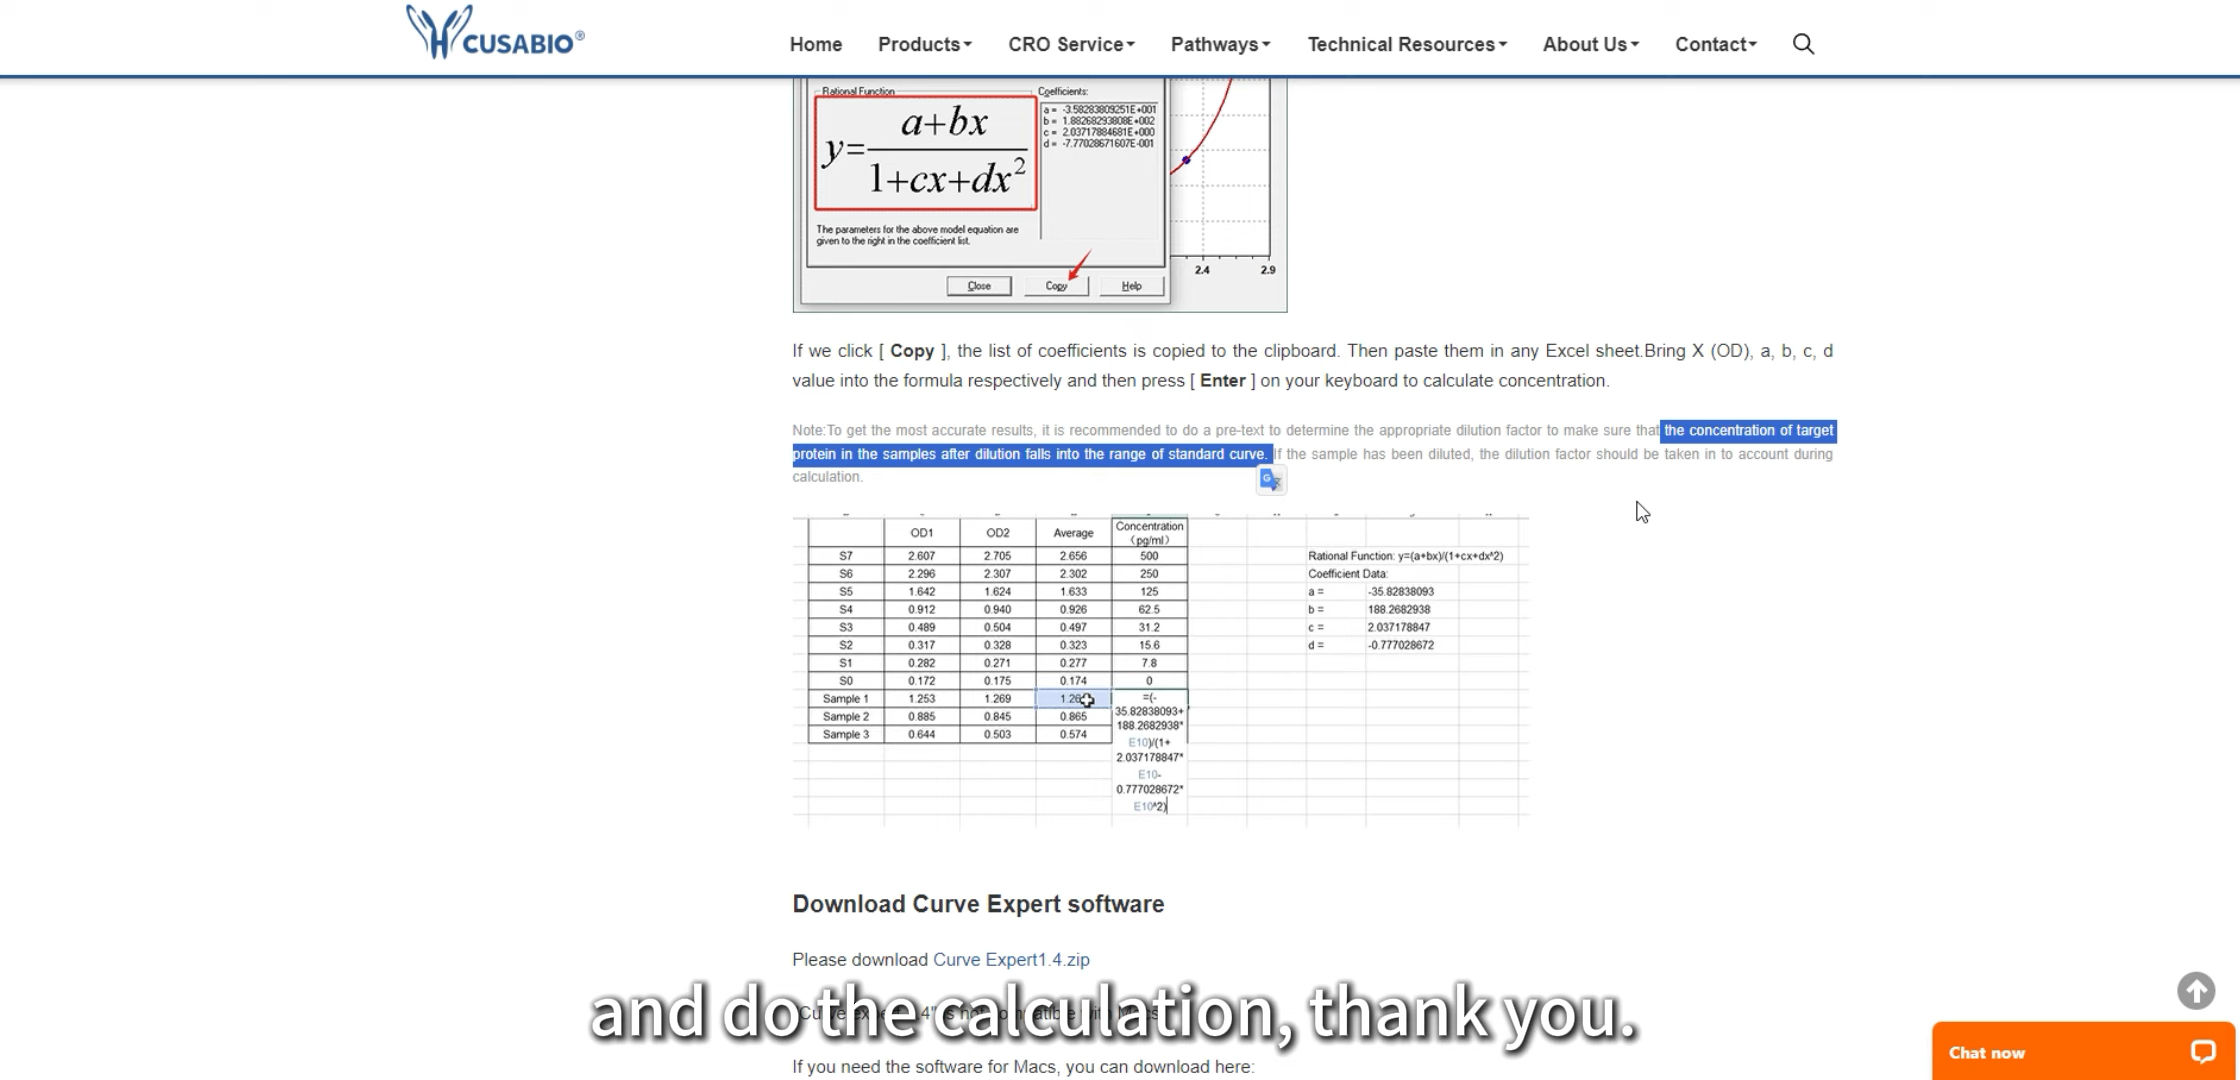 CUSABIO®
Home Products CRO Service Pathways Technical Resources About Us Contact
Rational Function
Coefficients:
y= a+bx / 1+cx+dx²
a = -3.58283809251E+001
b = 1.88268293808E+002
c = 2.03717884681E+000
d = -7.77028671607E-001
The parameters for the above model equation are
given to the right in the coefficient list.
Close Copy Help
2.4 2.9
If we click [ Copy ], the list of coefficients is copied to the clipboard. Then paste them in any Excel sheet.Bring X (OD), a, b, c, d
value into the formula respectively and then press [ Enter ] on your keyboard to calculate concentration.
Note:To get the most accurate results, it is recommended to do a pre-text to determine the appropriate dilution factor to make sure that the concentration of target
protein in the samples after dilution falls into the range of standard curve. If the sample has been diluted, the dilution factor should be taken in to account during
calculation.
OD1 OD2 Average Concentration
(pg/ml)
S7 2.607 2.705 2.656 500
S6 2.296 2.307 2.302 250
S5 1.642 1.624 1.633 125
S4 0.912 0.940 0.926 62.5
S3 0.489 0.504 0.497 31.2
S2 0.317 0.328 0.323 15.6
S1 0.282 0.271 0.277 7.8
S0 0.172 0.175 0.174 0
Sample 1 1.253 1.269
Sample 2 0.885 0.845 0.865
Sample 3 0.644 0.503 0.574
=(-
35.82838093+
188.2682938*
E10)/(1+
2.037178847*
E10-
0.777028672*
E10^2)
Rational Function: y=(a+bx)/(1+cx+dx^2)
Coefficient Data:
a = -35.82838093
b = 188.2682938
c = 2.037178847
d = -0.777028672
Download Curve Expert software
Please download Curve Expert1.4.zip
and do the calculation, thank you.
If you need the software for Macs, you can download here:
Chat now